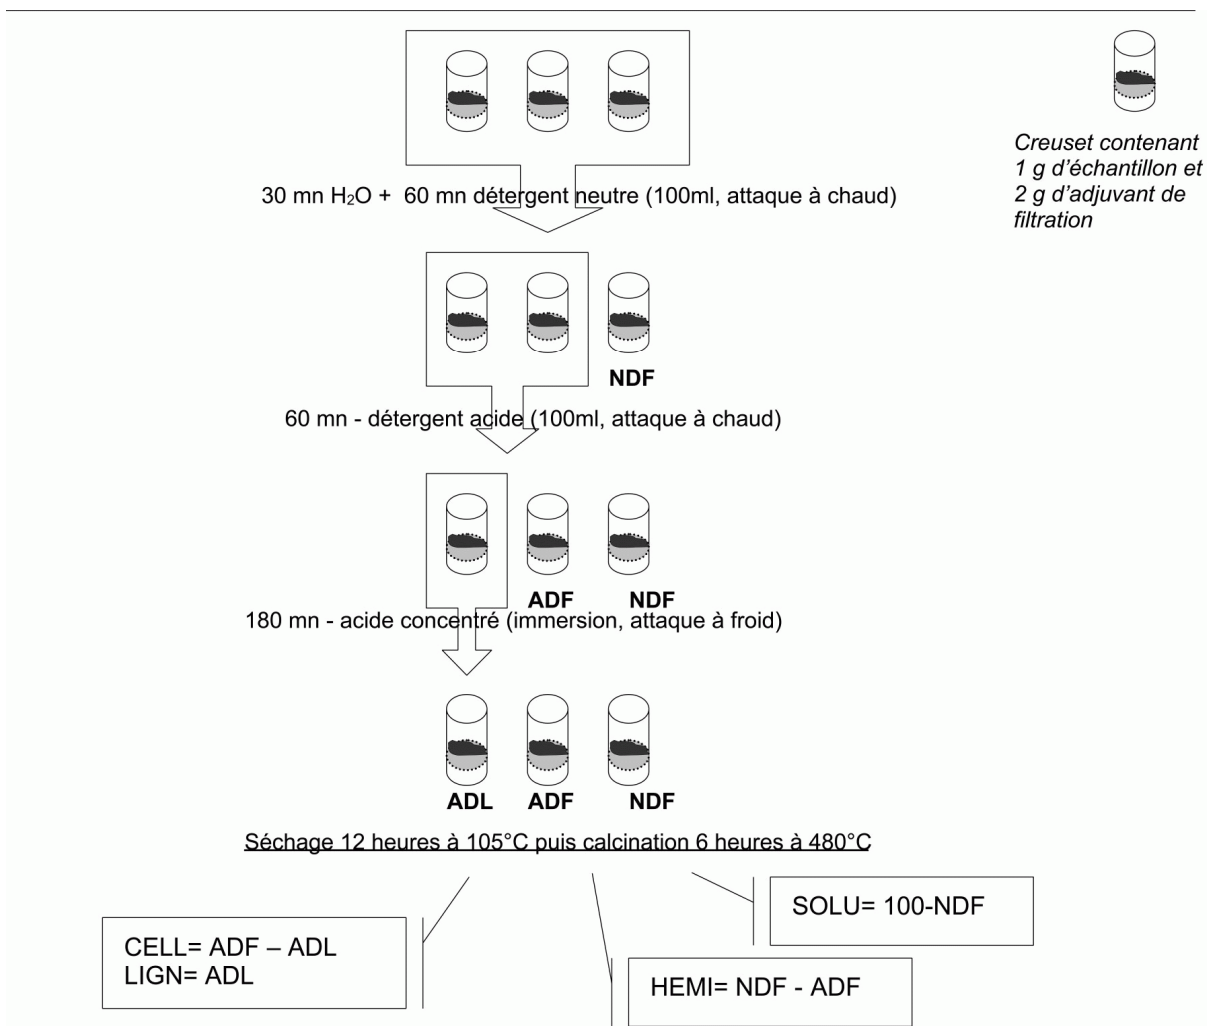 Creuset contenant
1 g d'échantillon et
2 g d'adjuvant de
filtration
30 mn H₂O + 60 mn détergent neutre (100ml, attaque à chaud)
NDF
60 mn - détergent acide (100ml, attaque à chaud)
ADF NDF
180 mn - acide concentré (immersion, attaque à froid)
ADL ADF NDF
Séchage 12 heures à 105°C puis calcination 6 heures à 480°C
SOLU= 100-NDF
CELL= ADF – ADL
LIGN= ADL
HEMI= NDF - ADF